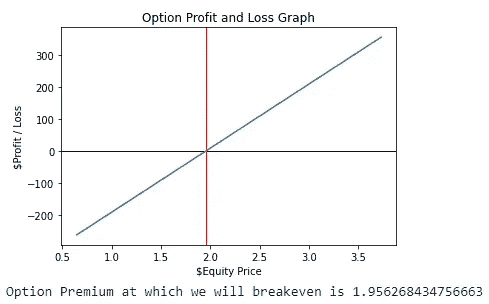 Option Profit and Loss Graph
300
200
100
0
−100
−200
$Profit / Loss
0.5 1.0 1.5 2.0 2.5 3.0 3.5
$Equity Price
Option Premium at which we will breakeven is 1.956268434756663